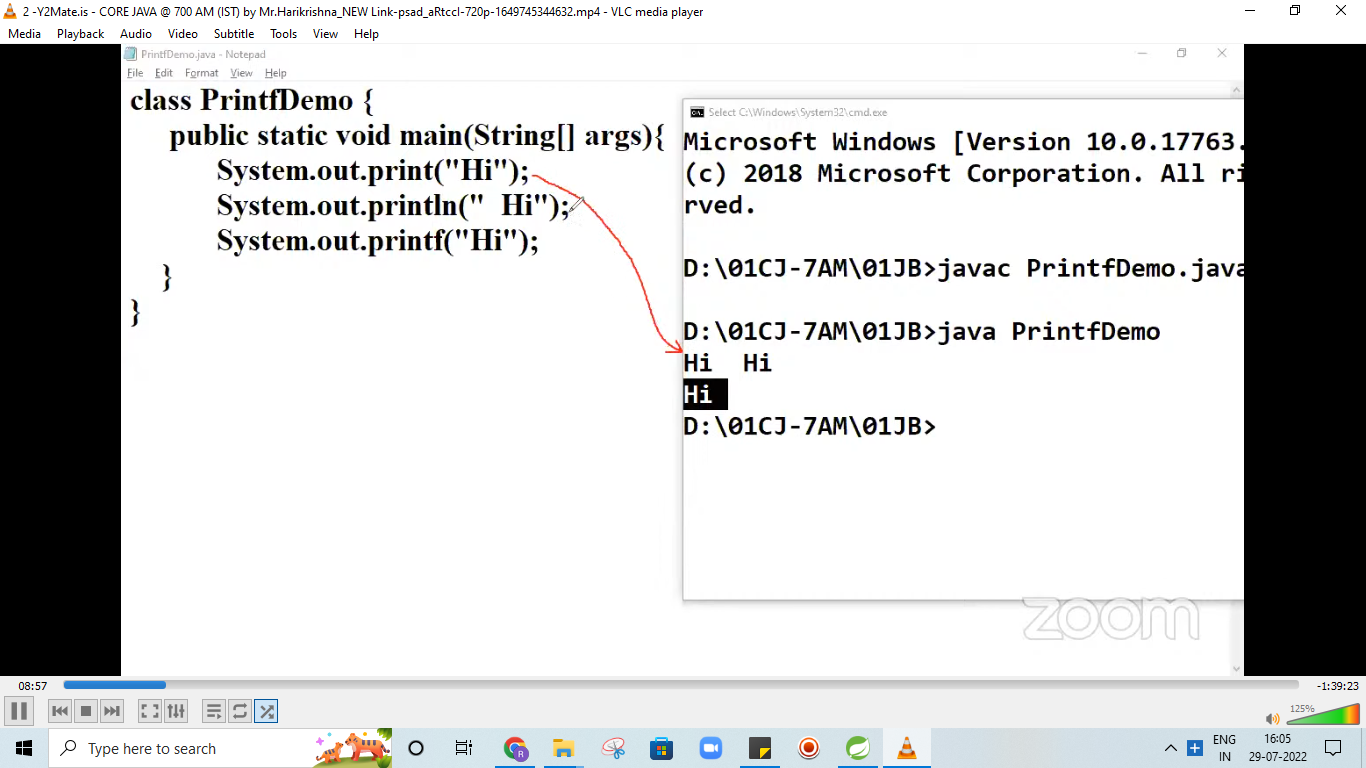 2 -Y2Mate.is - CORE JAVA @ 700 AM (IST) by Mr.Harikrishna_NEW Link-psad_aRtccI-720p-1649745344632.mp4 - VLC media player
Media Playback Audio Video Subtitle Tools View Help
PrintfDemo.java - Notepad
File Edit Format View Help
class PrintfDemo {
public static void main(String[] args){
System.out.print("Hi");
System.out.println("  Hi");
System.out.printf("Hi");
}
}
Select C:\Windows\System32\cmd.exe
Microsoft Windows [Version 10.0.17763.
(c) 2018 Microsoft Corporation. All ri
rved.
D:\01CJ-7AM\01JB>javac PrintfDemo.java
D:\01CJ-7AM\01JB>java PrintfDemo
Hi  Hi
Hi
D:\01CJ-7AM\01JB>
zoom
08:57
-1:39:23
125%
Type here to search
R
ENG
IN
16:05
29-07-2022